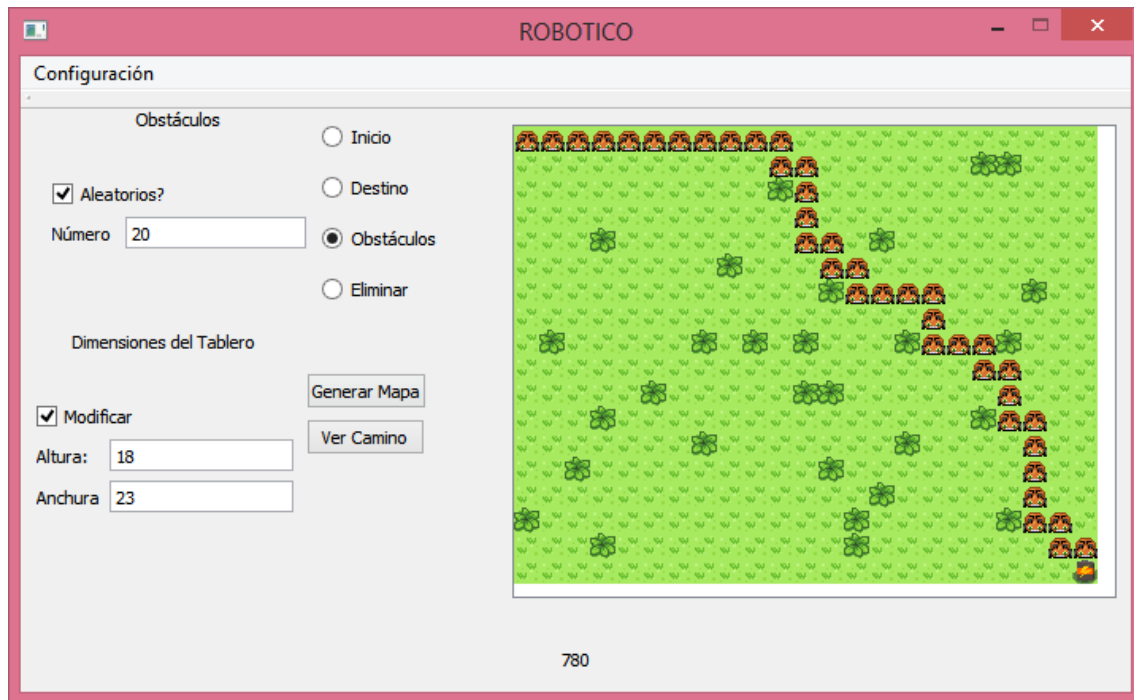 ROBOTICO
Configuración
Obstáculos
Aleatorios?
Número 20
Inicio
Destino
Obstáculos
Eliminar
Dimensiones del Tablero
Modificar
Altura: 18
Anchura 23
Generar Mapa
Ver Camino
780